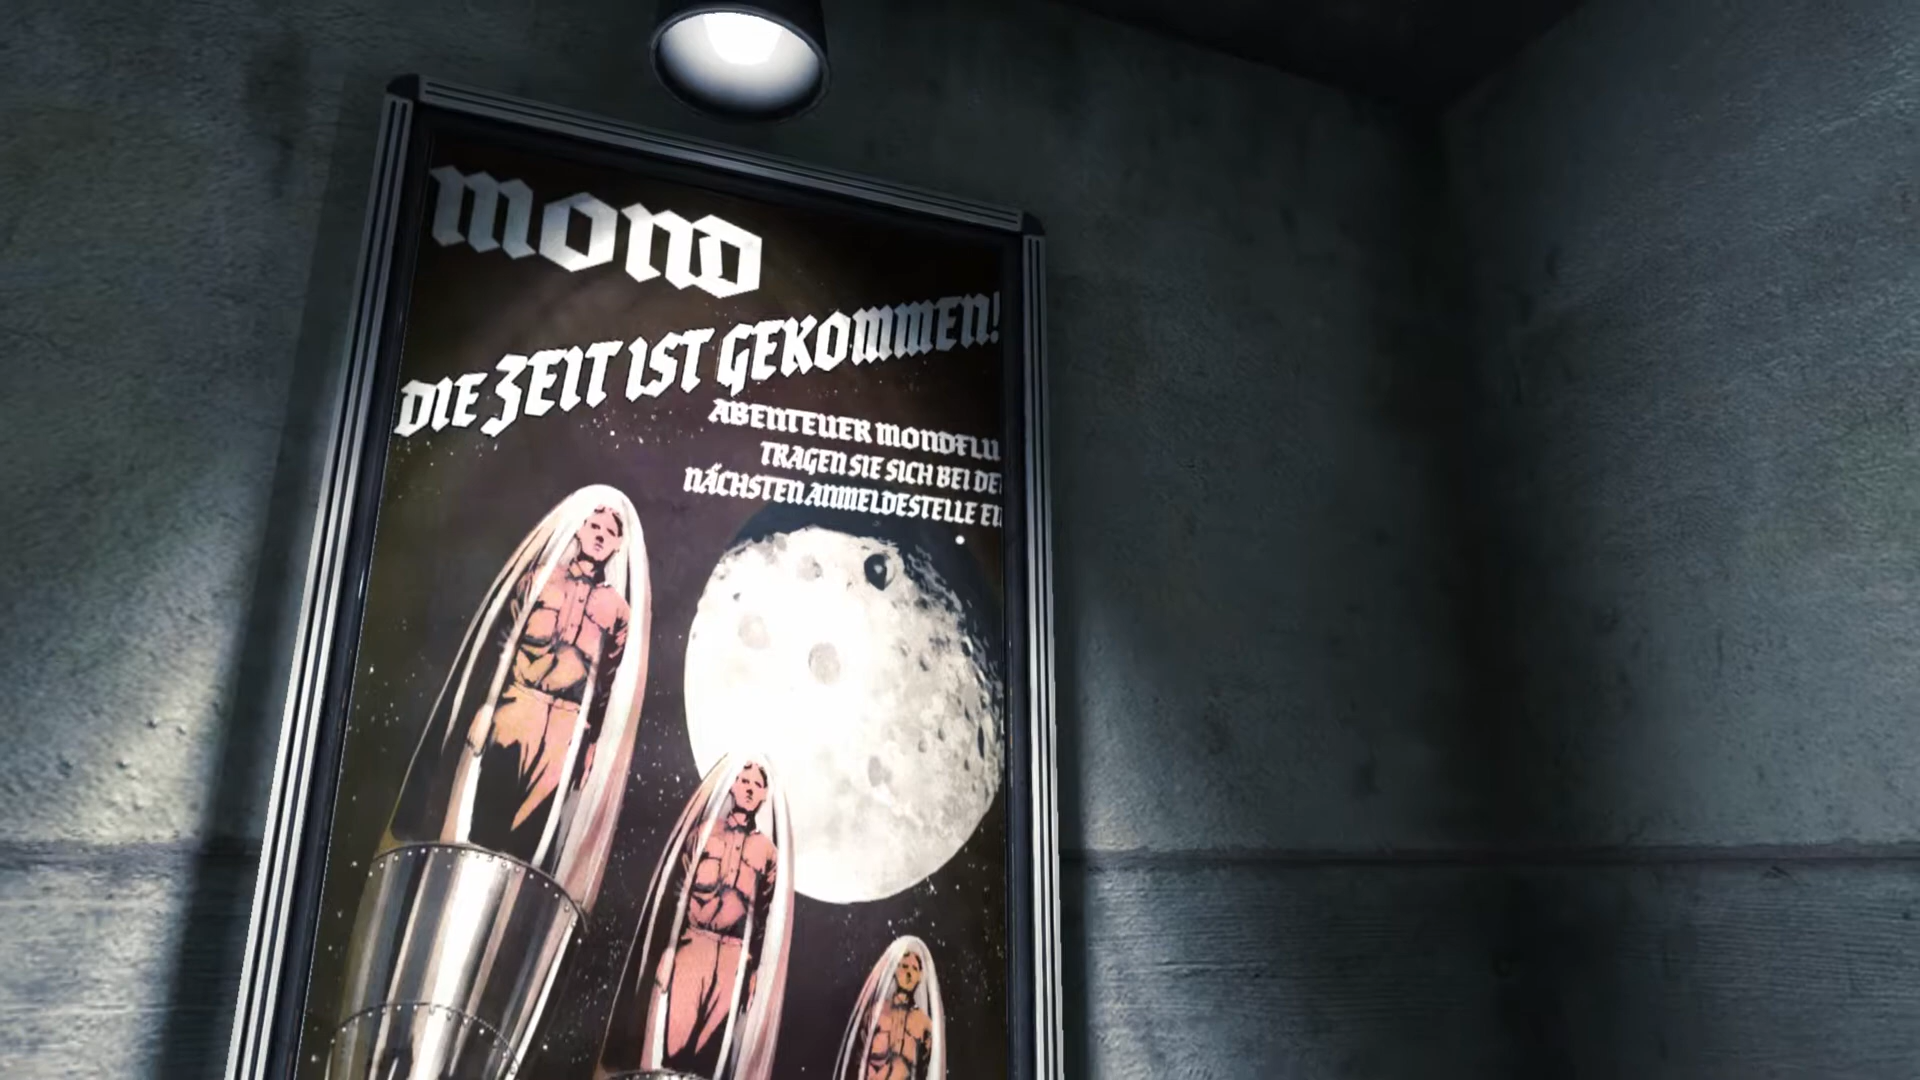 MOND
DIE ZEIT IST GEKOMMEN!
ABENTEUER MONDFLU
TRAGEN SIE SICH BEI DE
NÄCHSTEN ANMELDESTELLE EI